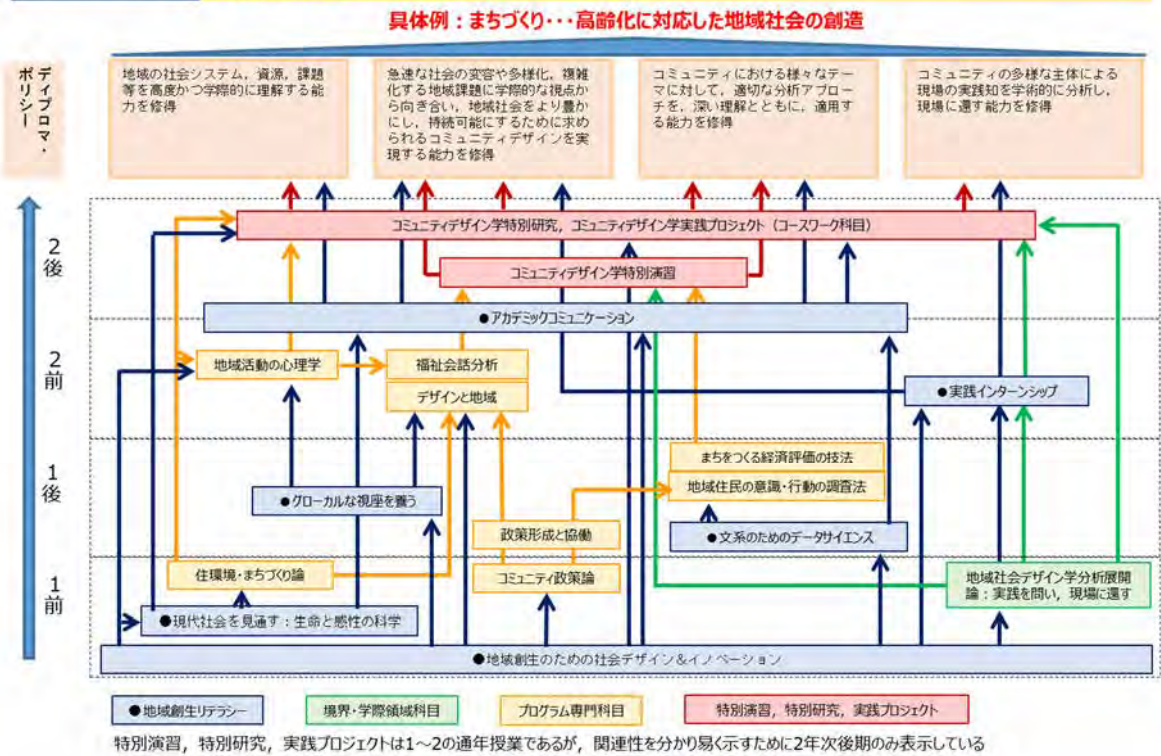 具体例：まちづくり･･･高齢化に対応した地域社会の創造
ディプロマ・
ポリシー
地域の社会システム，資源，課題
等を高度かつ学際的に理解する能
力を修得
急速な社会の変容や多様化，複雑
化する地域課題に学際的な視点か
ら向き合い，地域社会をより豊か
にし，持続可能にするために求め
られるコミュニティデザインを実
現する能力を修得
コミュニティにおける様々なテー
マに対して，適切な分析アプロー
チを，深い理解とともに，適用す
る能力を修得
コミュニティの多様な主体による
現場の実践知を学術的に分析し，
現場に還す能力を修得
2後
コミュニティデザイン学特別研究，コミュニティデザイン学実践プロジェクト（コースワーク科目）
コミュニティデザイン学特別演習
●アカデミックコミュニケーション
2前
地域活動の心理学
福祉会話分析
デザインと地域
●実践インターンシップ
1後
まちをつくる経済評価の技法
地域住民の意識・行動の調査法
●グローカルな視座を養う
政策形成と協働
●文系のためのデータサイエンス
1前
住環境・まちづくり論
コミュニティ政策論
地域社会デザイン学分析展開
論：実践を問い，現場に還す
●現代社会を見通す：生命と感性の科学
●地域創生のための社会デザイン＆イノベーション
●地域創生リテラシー
境界・学際領域科目
プログラム専門科目
特別演習，特別研究，実践プロジェクト
特別演習，特別研究，実践プロジェクトは1～2の通年授業であるが，関連性を分かり易く示すために2年次後期のみ表示している